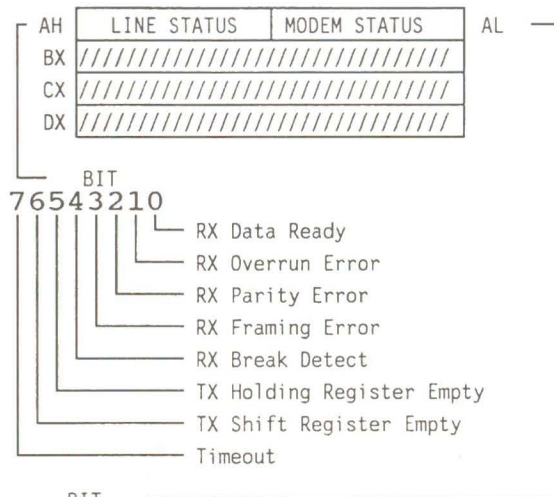 AH LINE STATUS MODEM STATUS AL
BX ///////////////////////////////
CX ///////////////////////////////
DX ///////////////////////////////
BIT
76543210
RX Data Ready
RX Overrun Error
RX Parity Error
RX Framing Error
RX Break Detect
TX Holding Register Empty
TX Shift Register Empty
Timeout
BIT